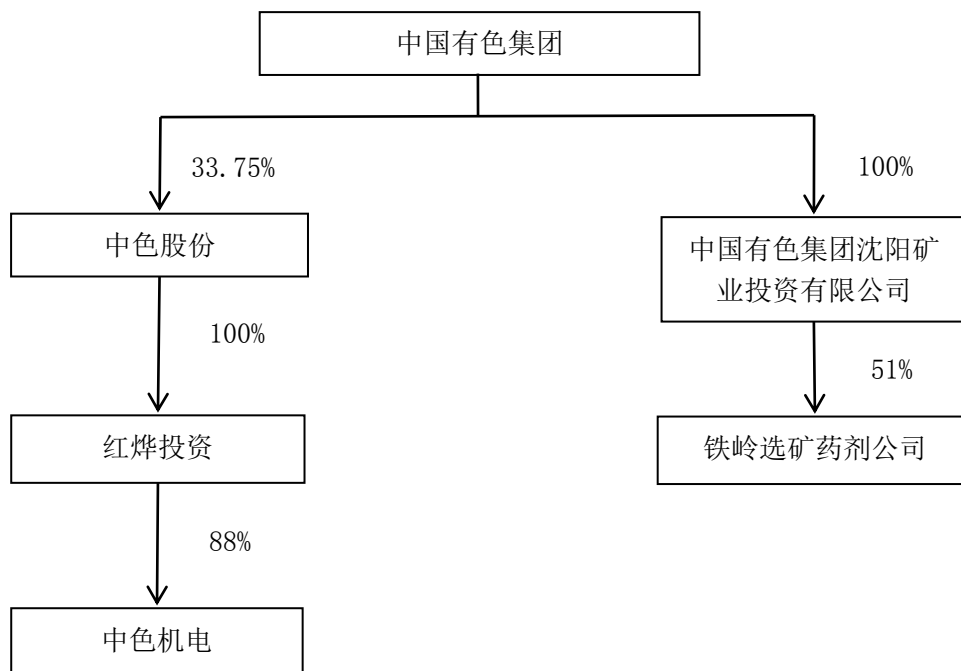 中国有色集团
33.75%
100%
中色股份
中国有色集团沈阳矿
业投资有限公司
100%
51%
红烨投资
铁岭选矿药剂公司
88%
中色机电